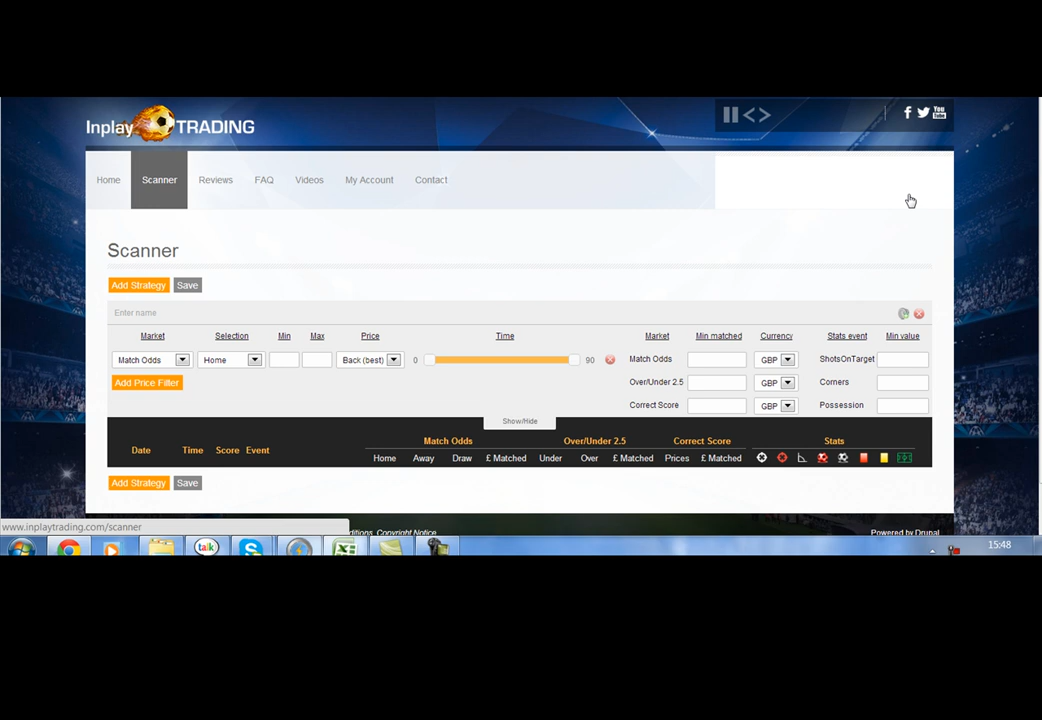 Inplay TRADING
Home Scanner Reviews FAQ Videos My Account Contact
Scanner
Add Strategy Save
Enter name
Market Selection Min Max Price Time Market Min matched Currency Stats event Min value
Match Odds Home Back (best) 0 90 Match Odds GBP ShotsOnTarget
Add Price Filter Over/Under 2.5 GBP Corners
Correct Score GBP Possession
Show/Hide
Match Odds Over/Under 2.5 Correct Score Stats
Date Time Score Event
Home Away Draw £ Matched Under Over £ Matched Prices £ Matched
Add Strategy Save
www.inplaytrading.com/scanner
Copyright Notice Powered by Drupal
talk
15:48